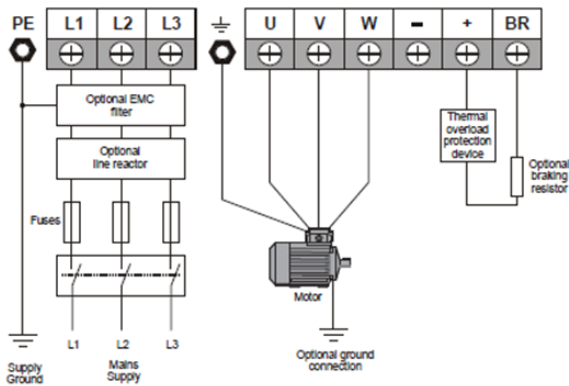 PE L1 L2 L3 ⏚ U V W - + BR
Optional EMC
filter
Optional
line reactor
Fuses
L1 L2 L3
Supply
Ground
Mains
Supply
Motor
Optional ground
connection
Thermal
overload
protection
device
Optional
braking
resistor